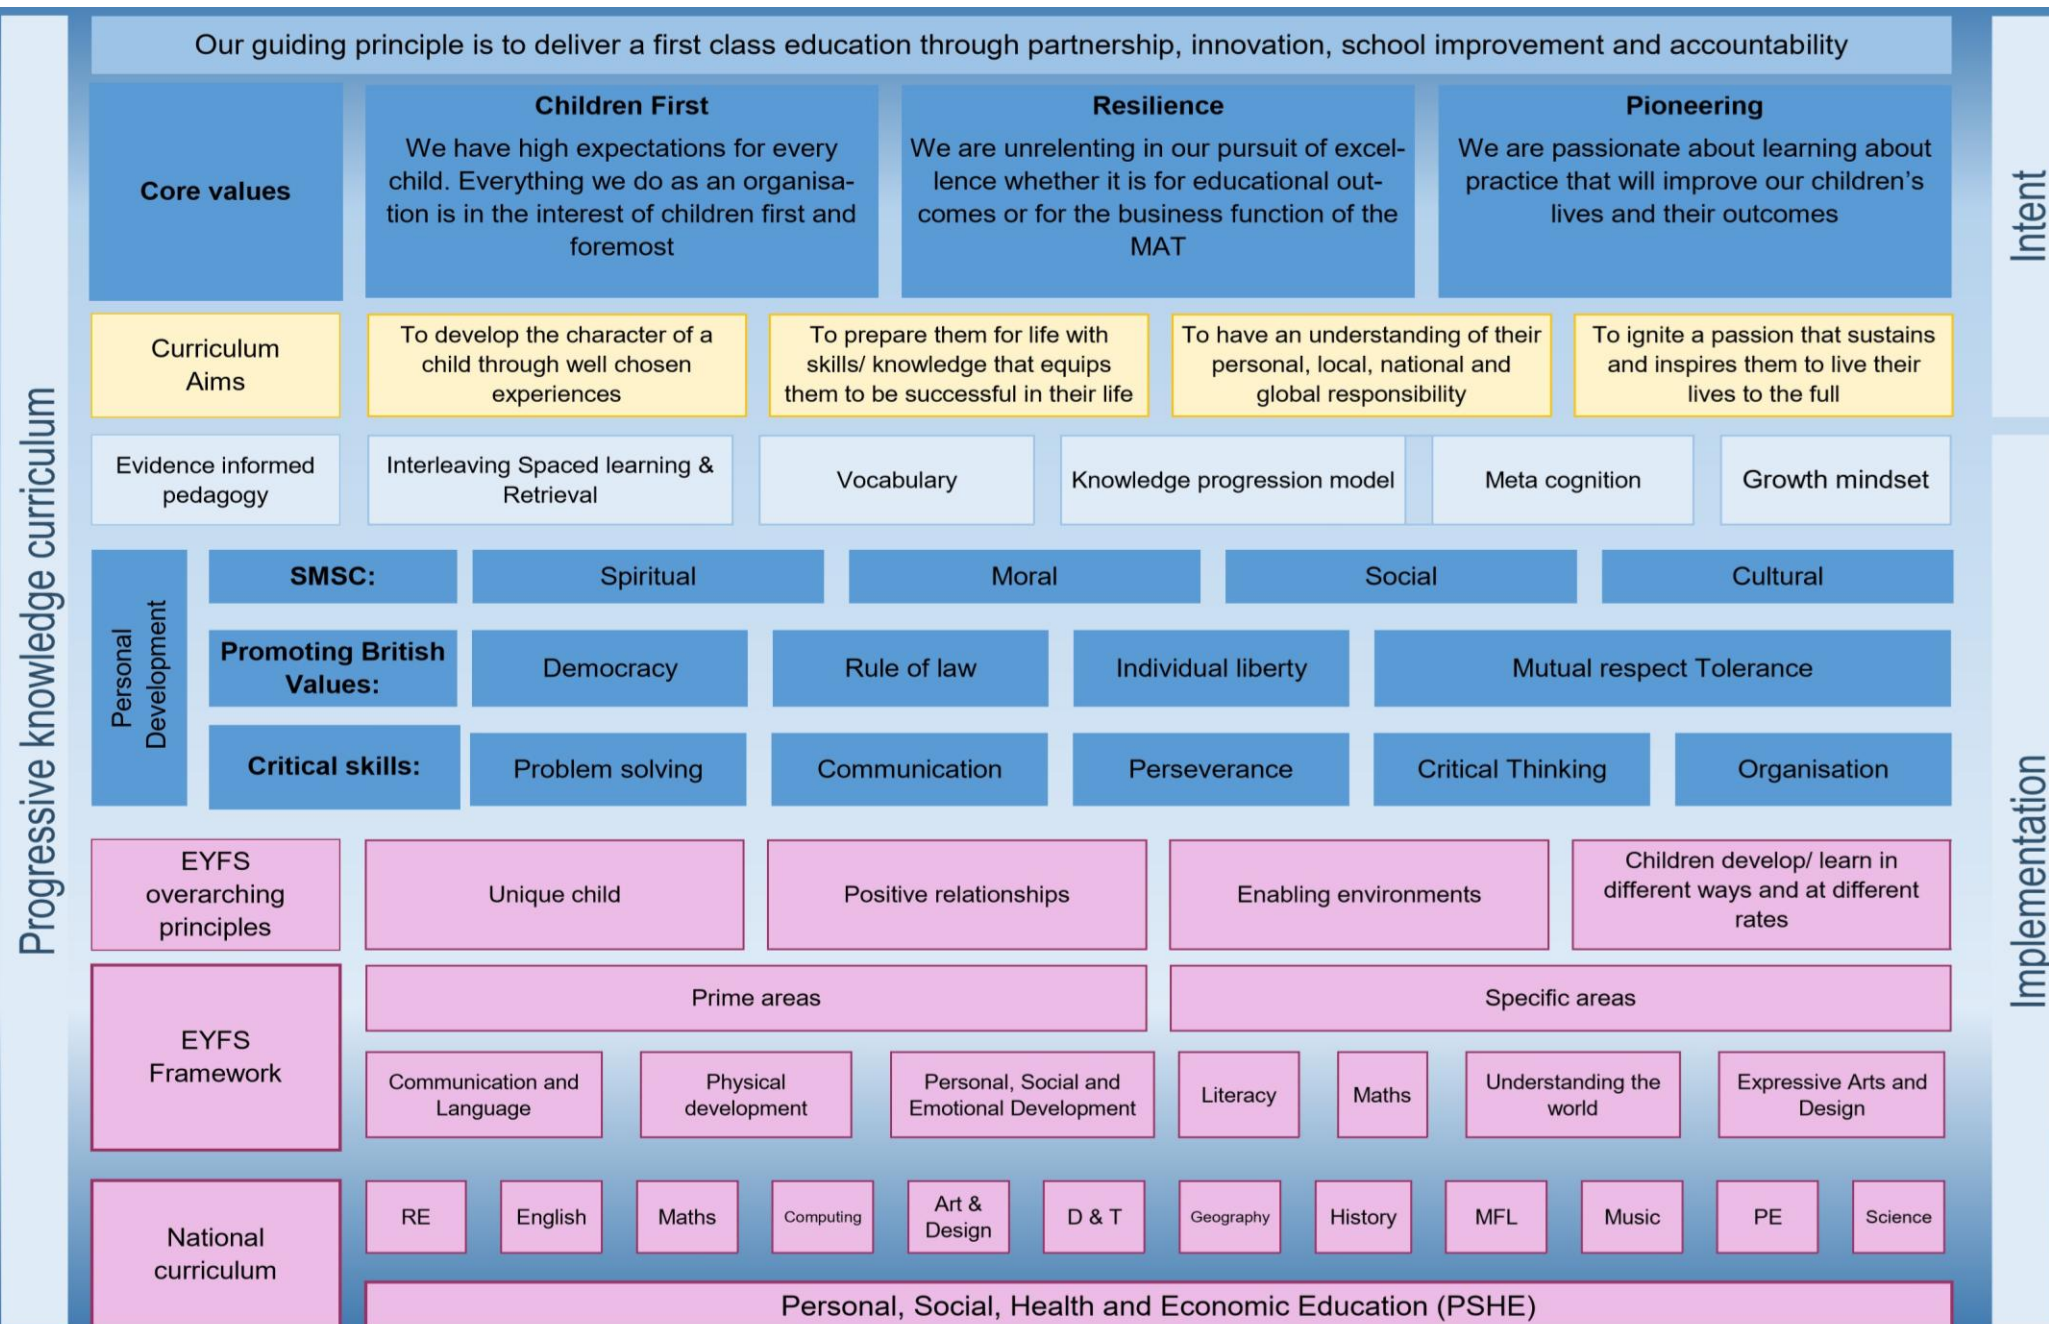 Our guiding principle is to deliver a first class education through partnership, innovation, school improvement and accountability
Core values
Children First
We have high expectations for every
child. Everything we do as an organisa-
tion is in the interest of children first and
foremost
Resilience
We are unrelenting in our pursuit of excel-
lence whether it is for educational out-
comes or for the business function of the
MAT
Pioneering
We are passionate about learning about
practice that will improve our children's
lives and their outcomes
Intent
Curriculum
Aims
To develop the character of a
child through well chosen
experiences
To prepare them for life with
skills/ knowledge that equips
them to be successful in their life
To have an understanding of their
personal, local, national and
global responsibility
To ignite a passion that sustains
and inspires them to live their
lives to the full
Progressive knowledge curriculum
Evidence informed
pedagogy
Interleaving Spaced learning &
Retrieval
Vocabulary
Knowledge progression model
Meta cognition
Growth mindset
Personal
Development
SMSC:
Spiritual
Moral
Social
Cultural
Promoting British
Values:
Democracy
Rule of law
Individual liberty
Mutual respect Tolerance
Critical skills:
Problem solving
Communication
Perseverance
Critical Thinking
Organisation
Implementation
EYFS
overarching
principles
Unique child
Positive relationships
Enabling environments
Children develop/ learn in
different ways and at different
rates
EYFS
Framework
Prime areas
Specific areas
Communication and
Language
Physical
development
Personal, Social and
Emotional Development
Literacy
Maths
Understanding the
world
Expressive Arts and
Design
National
curriculum
RE
English
Maths
Computing
Art &
Design
D & T
Geography
History
MFL
Music
PE
Science
Personal, Social, Health and Economic Education (PSHE)